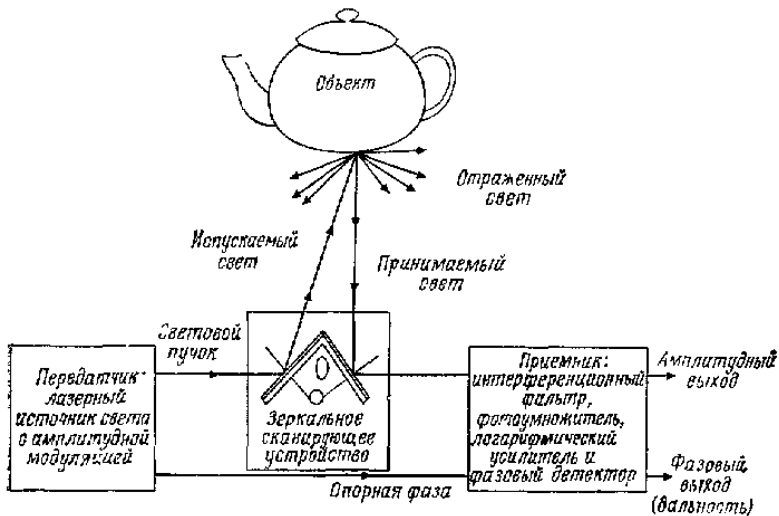 Объект
Отраженный
свет
Испускаемый
свет
Принимаемый
свет
Световой
пучок
Передатчик:
лазерный
источник света
с амплитудной
модуляцией
Зеркальное
сканирующее
устройство
Приемник:
интерференционный
фильтр,
фотоумножитель,
логарифмический
усилитель и
фазовый детектор
Амплитудный
выход
Опорная фаза
Фазовый
выход
(дальность)